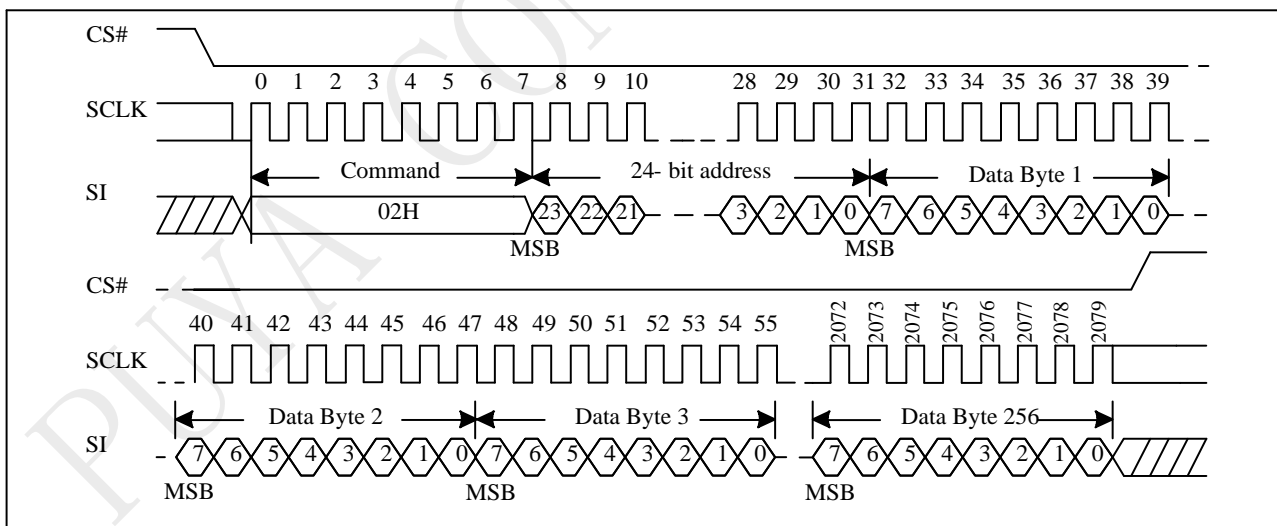 CS#
0 1 2 3 4 5 6 7 8 9 10 28 29 30 31 32 33 34 35 36 37 38 39
SCLK
Command 24- bit address Data Byte 1
SI
02H 23 22 21 3 2 1 0 7 6 5 4 3 2 1 0
MSB MSB
CS#
40 41 42 43 44 45 46 47 48 49 50 51 52 53 54 55 2072 2073 2074 2075 2076 2077 2078 2079
SCLK
Data Byte 2 Data Byte 3 Data Byte 256
SI
7 6 5 4 3 2 1 0 7 6 5 4 3 2 1 0 7 6 5 4 3 2 1 0
MSB MSB MSB
PUYA